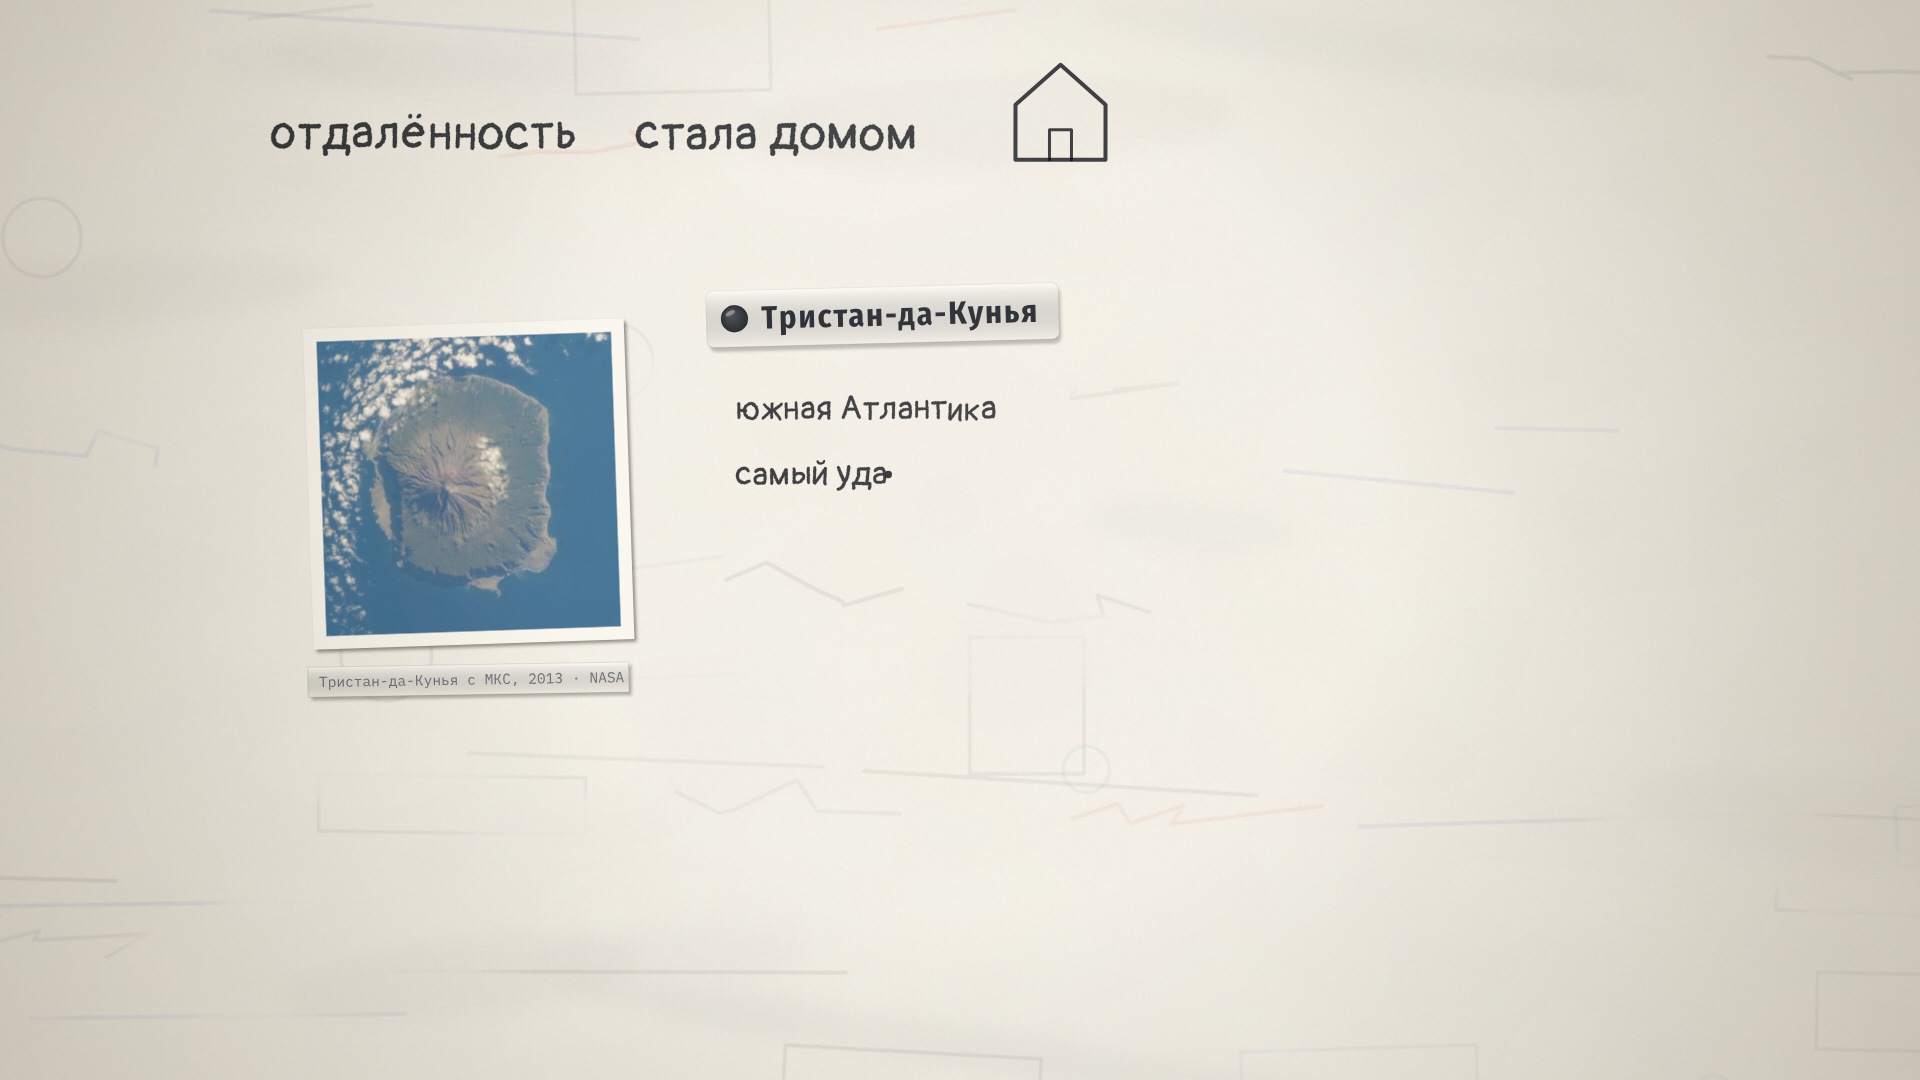 отдалённость стала домом
Тристан-да-Кунья
южная Атлантика
самый уда
Тристан-да-Кунья с МКС, 2013 · NASA